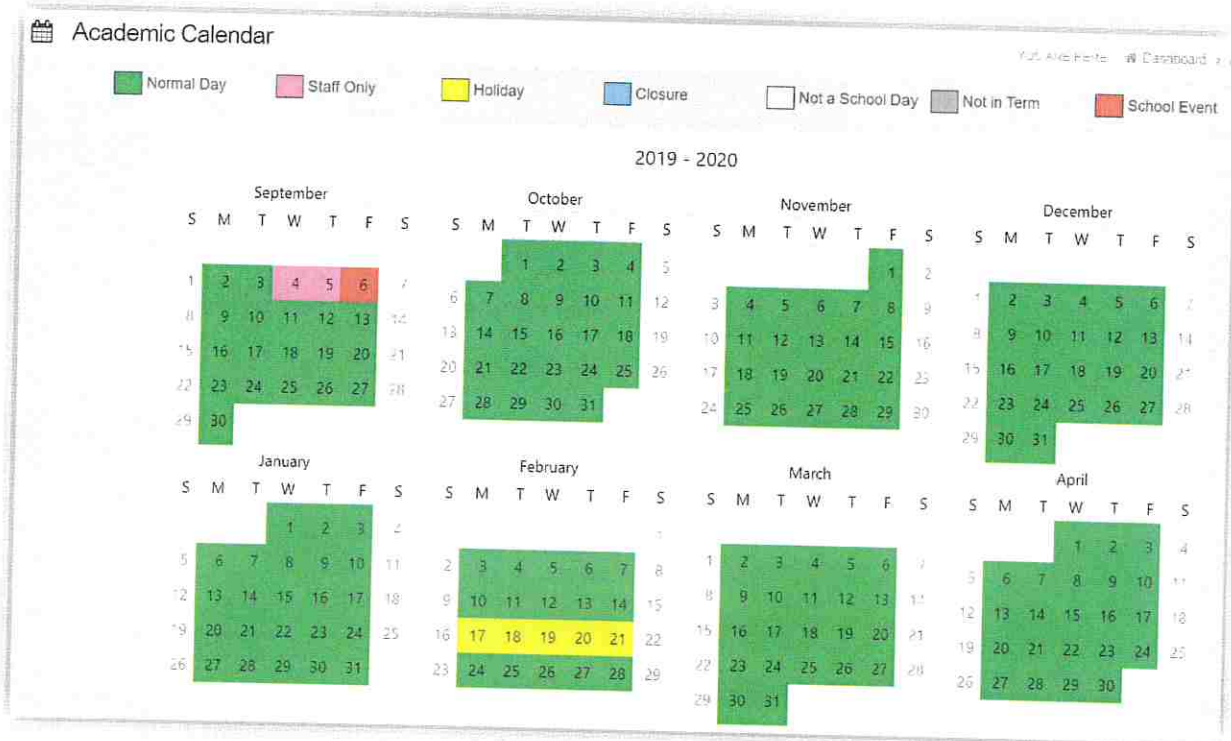 Academic Calendar
Dashboard
Normal Day Staff Only Holiday Closure Not a School Day Not in Term School Event
2019 - 2020
September October November December
S M T W T F S S M T W T F S S M T W T F S S M T W T F S
1 2 3 4 5 1 2
1 2 3 4 5 6 7 6 7 8 9 10 11 12 3 4 5 6 7 8 9 1 2 3 4 5 6 7
8 9 10 11 12 13 14 13 14 15 16 17 18 19 10 11 12 13 14 15 16 8 9 10 11 12 13 14
15 16 17 18 19 20 21 20 21 22 23 24 25 26 17 18 19 20 21 22 23 15 16 17 18 19 20 21
22 23 24 25 26 27 28 27 28 29 30 31 24 25 26 27 28 29 30 22 23 24 25 26 27 28
29 30 29 30 31
January February March April
S M T W T F S S M T W T F S S M T W T F S S M T W T F S
1 2 3 4 1 1 2 3 4
5 6 7 8 9 10 11 2 3 4 5 6 7 8 1 2 3 4 5 6 7 5 6 7 8 9 10 11
12 13 14 15 16 17 18 9 10 11 12 13 14 15 8 9 10 11 12 13 14 12 13 14 15 16 17 18
19 20 21 22 23 24 25 16 17 18 19 20 21 22 15 16 17 18 19 20 21 19 20 21 22 23 24 25
26 27 28 29 30 31 23 24 25 26 27 28 29 22 23 24 25 26 27 28 26 27 28 29 30
29 30 31